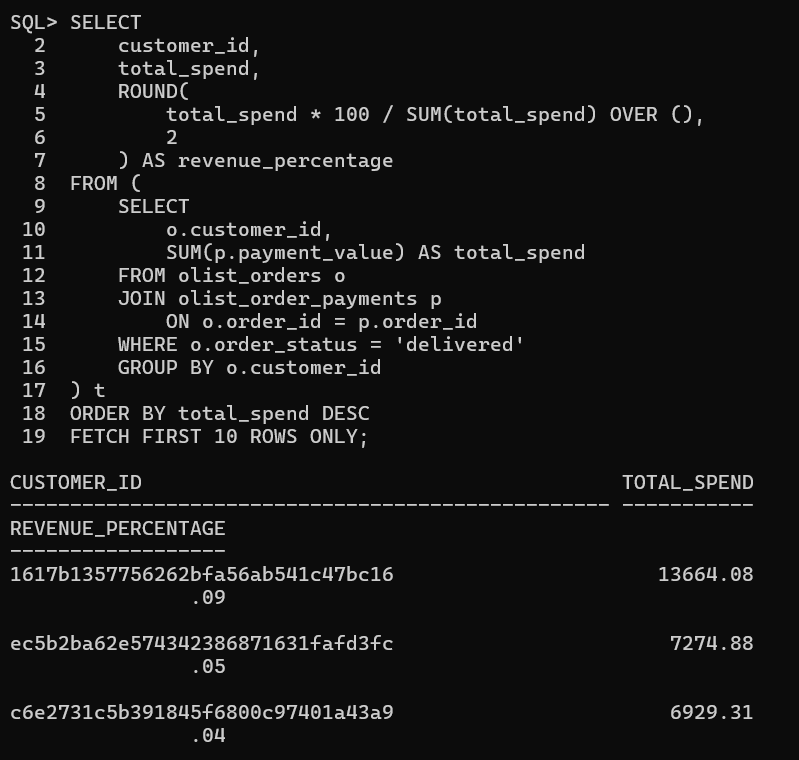 SQL> SELECT
  2      customer_id,
  3      total_spend,
  4      ROUND(
  5          total_spend * 100 / SUM(total_spend) OVER (),
  6          2
  7      ) AS revenue_percentage
  8  FROM (
  9      SELECT
 10          o.customer_id,
 11          SUM(p.payment_value) AS total_spend
 12      FROM olist_orders o
 13      JOIN olist_order_payments p
 14          ON o.order_id = p.order_id
 15      WHERE o.order_status = 'delivered'
 16      GROUP BY o.customer_id
 17  ) t
 18  ORDER BY total_spend DESC
 19  FETCH FIRST 10 ROWS ONLY;

CUSTOMER_ID                                        TOTAL_SPEND
-------------------------------------------------- -----------
REVENUE_PERCENTAGE
------------------
1617b1357756262bfa56ab541c47bc16                      13664.08
               .09

ec5b2ba62e574342386871631fafd3fc                       7274.88
               .05

c6e2731c5b391845f6800c97401a43a9                       6929.31
               .04